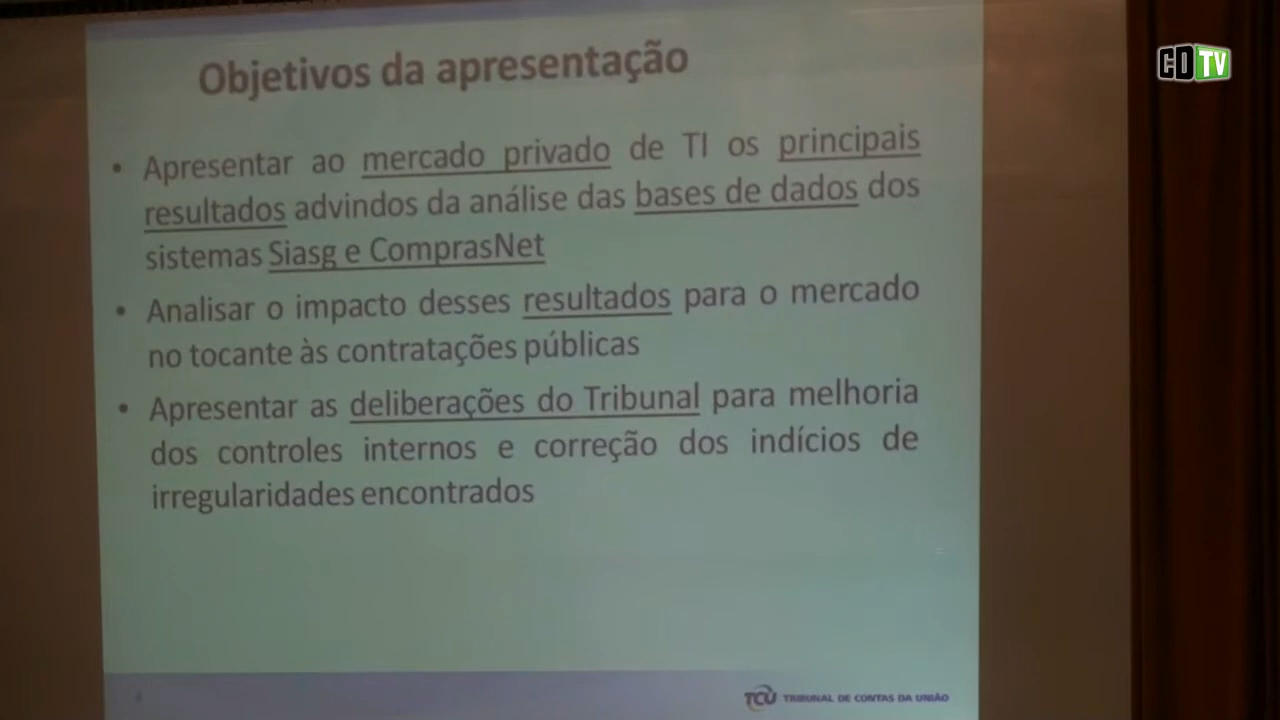 CDTV
Objetivos da apresentação
• Apresentar ao mercado privado de TI os principais
resultados advindos da análise das bases de dados dos
sistemas Siasg e ComprasNet
• Analisar o impacto desses resultados para o mercado
no tocante às contratações públicas
• Apresentar as deliberações do Tribunal para melhoria
dos controles internos e correção dos indícios de
irregularidades encontrados
TCU TRIBUNAL DE CONTAS DA UNIÃO